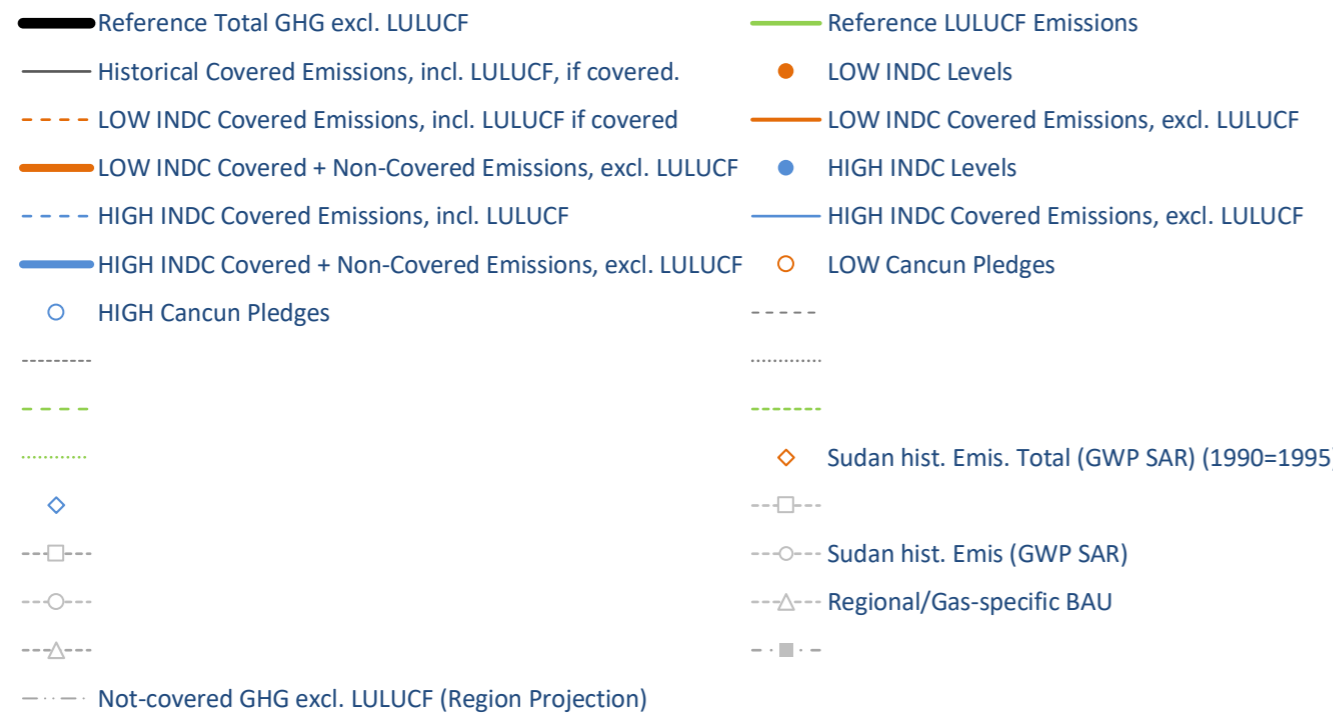 Reference Total GHG excl. LULUCF
Reference LULUCF Emissions
Historical Covered Emissions, incl. LULUCF, if covered.
LOW INDC Levels
LOW INDC Covered Emissions, incl. LULUCF if covered
LOW INDC Covered Emissions, excl. LULUCF
LOW INDC Covered + Non-Covered Emissions, excl. LULUCF
HIGH INDC Levels
HIGH INDC Covered Emissions, incl. LULUCF
HIGH INDC Covered Emissions, excl. LULUCF
HIGH INDC Covered + Non-Covered Emissions, excl. LULUCF
LOW Cancun Pledges
HIGH Cancun Pledges
Sudan hist. Emis. Total (GWP SAR) (1990=1995)
Sudan hist. Emis (GWP SAR)
Regional/Gas-specific BAU
Not-covered GHG excl. LULUCF (Region Projection)